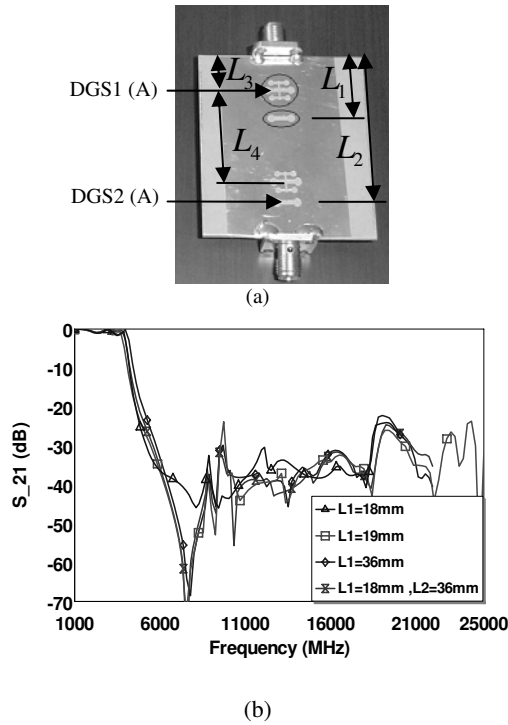 DGS1 (A)
DGS2 (A)
L3
L1
L4
L2
(a)
S_21 (dB)
0
-10
-20
-30
-40
-50
-60
-70
L1=18mm
L1=19mm
L1=36mm
L1=18mm ,L2=36mm
1000 6000 11000 16000 21000 25000
Frequency (MHz)
(b)